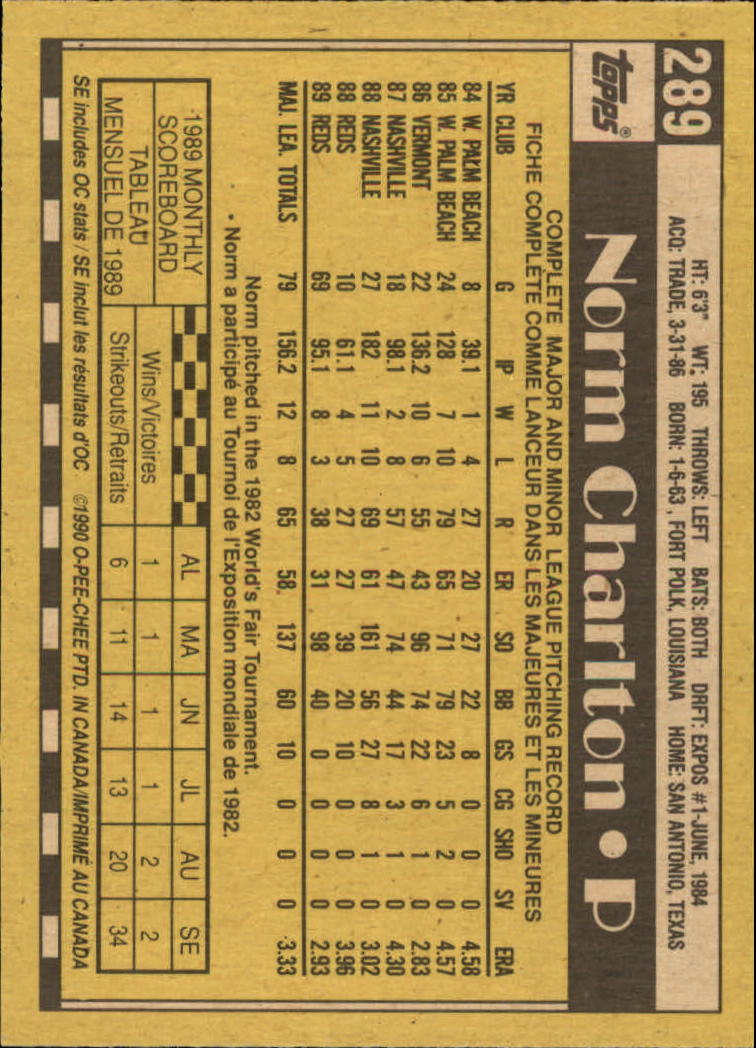 289
topps®
HT: 6'3" WT: 195 THROWS: LEFT BATS: BOTH DRFT: EXPOS #1-JUNE, 1984
ACQ: TRADE, 3-31-86 BORN: 1-6-63, FORT POLK, LOUISIANA HOME: SAN ANTONIO, TEXAS
Norm Charlton • P
COMPLETE MAJOR AND MINOR LEAGUE PITCHING RECORD
FICHE COMPLÈTE COMME LANCEUR DANS LES MAJEURES ET LES MINEURES
YR CLUB G IP W L R ER SO BB GS CG SHO SV ERA
84 W. PALM BEACH 8 39.1 1 4 27 20 27 22 8 0 0 0 4.58
85 W. PALM BEACH 24 128 7 10 79 65 71 79 23 5 2 0 4.57
86 VERMONT 22 136.2 10 6 55 43 96 74 22 6 1 0 2.83
87 NASHVILLE 18 98.1 2 8 57 47 74 44 17 3 1 0 4.30
88 NASHVILLE 27 182 11 10 69 61 161 56 27 8 1 0 3.02
88 REDS 10 61.1 4 5 27 27 39 20 10 0 0 0 3.96
89 REDS 69 95.1 8 3 38 31 98 40 0 0 0 0 2.93
MAJ. LEA. TOTALS 79 156.2 12 8 65 58 137 60 10 0 0 0 3.33
Norm pitched in the 1982 World's Fair Tournament.
• Norm a participé au Tournoi de l'Exposition mondiale de 1982.
1989 MONTHLY
SCOREBOARD
TABLEAU
MENSUEL DE 1989
AL MA JN JL AU SE
Wins/Victoires 1 1 1 1 2 2
Strikeouts/Retraits 6 11 14 13 20 34
SE includes OC stats / SE inclut les résultats d'OC ©1990 O-PEE-CHEE PTD. IN CANADA/IMPRIMÉ AU CANADA